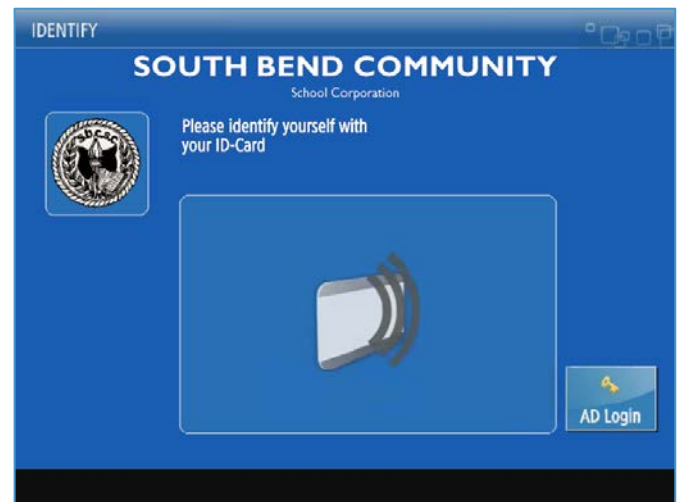 IDENTIFY
SOUTH BEND COMMUNITY
School Corporation
s.b.c.s.c.
Please identify yourself with
your ID-Card
AD Login